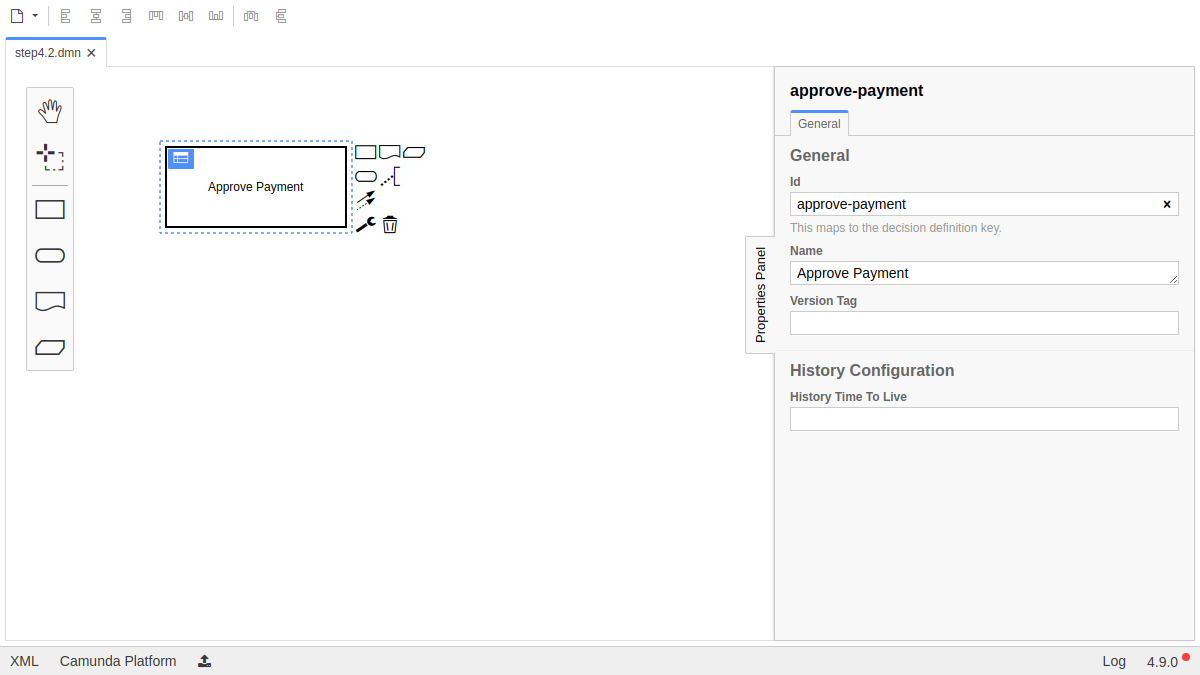 step4.2.dmn
Approve Payment
Properties Panel
approve-payment
General
General
Id
approve-payment
This maps to the decision definition key.
Name
Approve Payment
Version Tag
History Configuration
History Time To Live
XML Camunda Platform Log 4.9.0